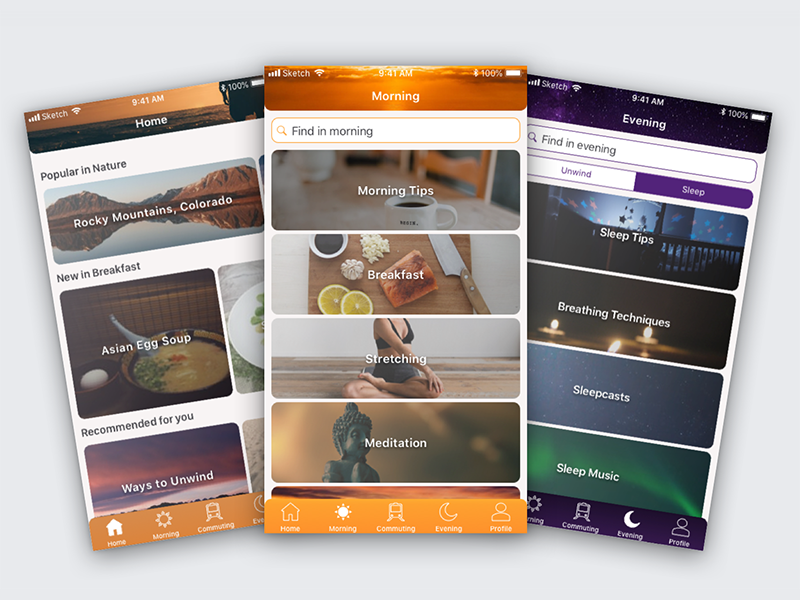 Sketch
9:41 AM
100%
Home
Popular in Nature
Rocky Mountains, Colorado
New in Breakfast
Asian Egg Soup
Recommended for you
Ways to Unwind
Home
Morning
Commuting
Sketch
9:41 AM
100%
Morning
Find in morning
Morning Tips
BEGIN.
Breakfast
Stretching
Meditation
Home
Morning
Commuting
Evening
Profile
Sketch
9:41 AM
100%
Evening
Find in evening
Unwind
Sleep
Sleep Tips
Breathing Techniques
Sleepcasts
Sleep Music
Commuting
Evening
Profile